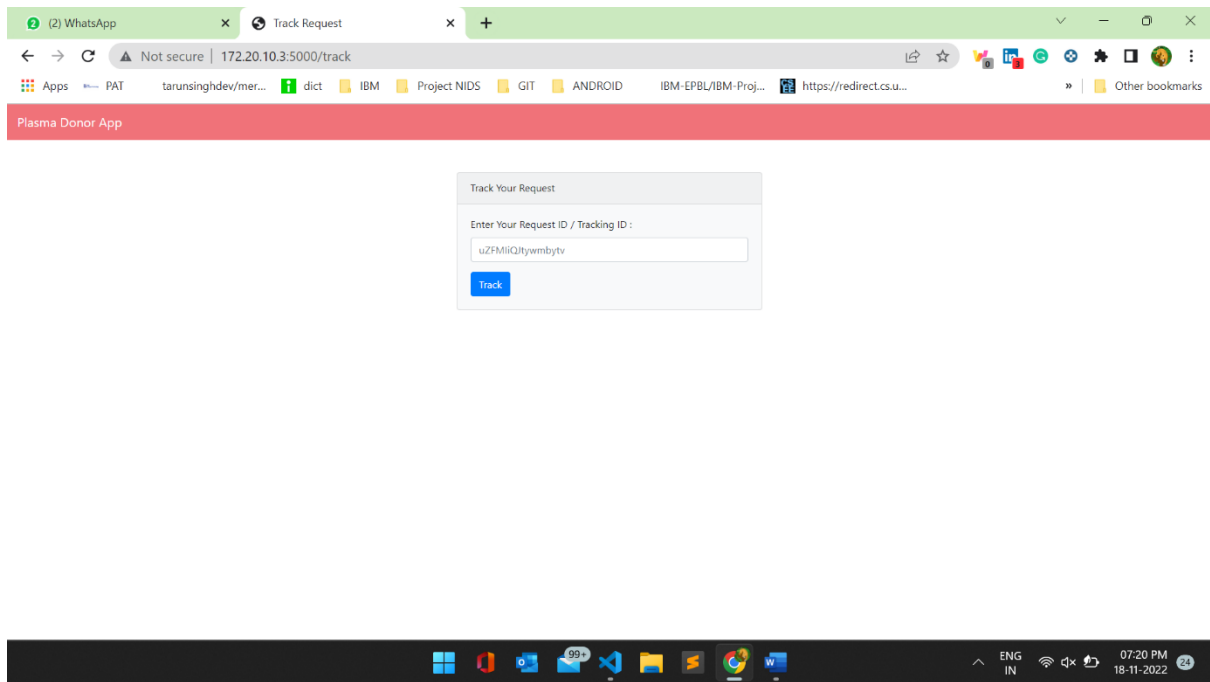 2 (2) WhatsApp Track Request
Not secure 172.20.10.3:5000/track
Apps PAT tarunsinghdev/mer... dict IBM Project NIDS GIT ANDROID IBM-EPBL/IBM-Proj... https://redirect.cs.u... » Other bookmarks
Plasma Donor App
Track Your Request
Enter Your Request ID / Tracking ID :
uZFMIiQJtywmbytv
Track
99+
ENG
IN
07:20 PM
18-11-2022
24